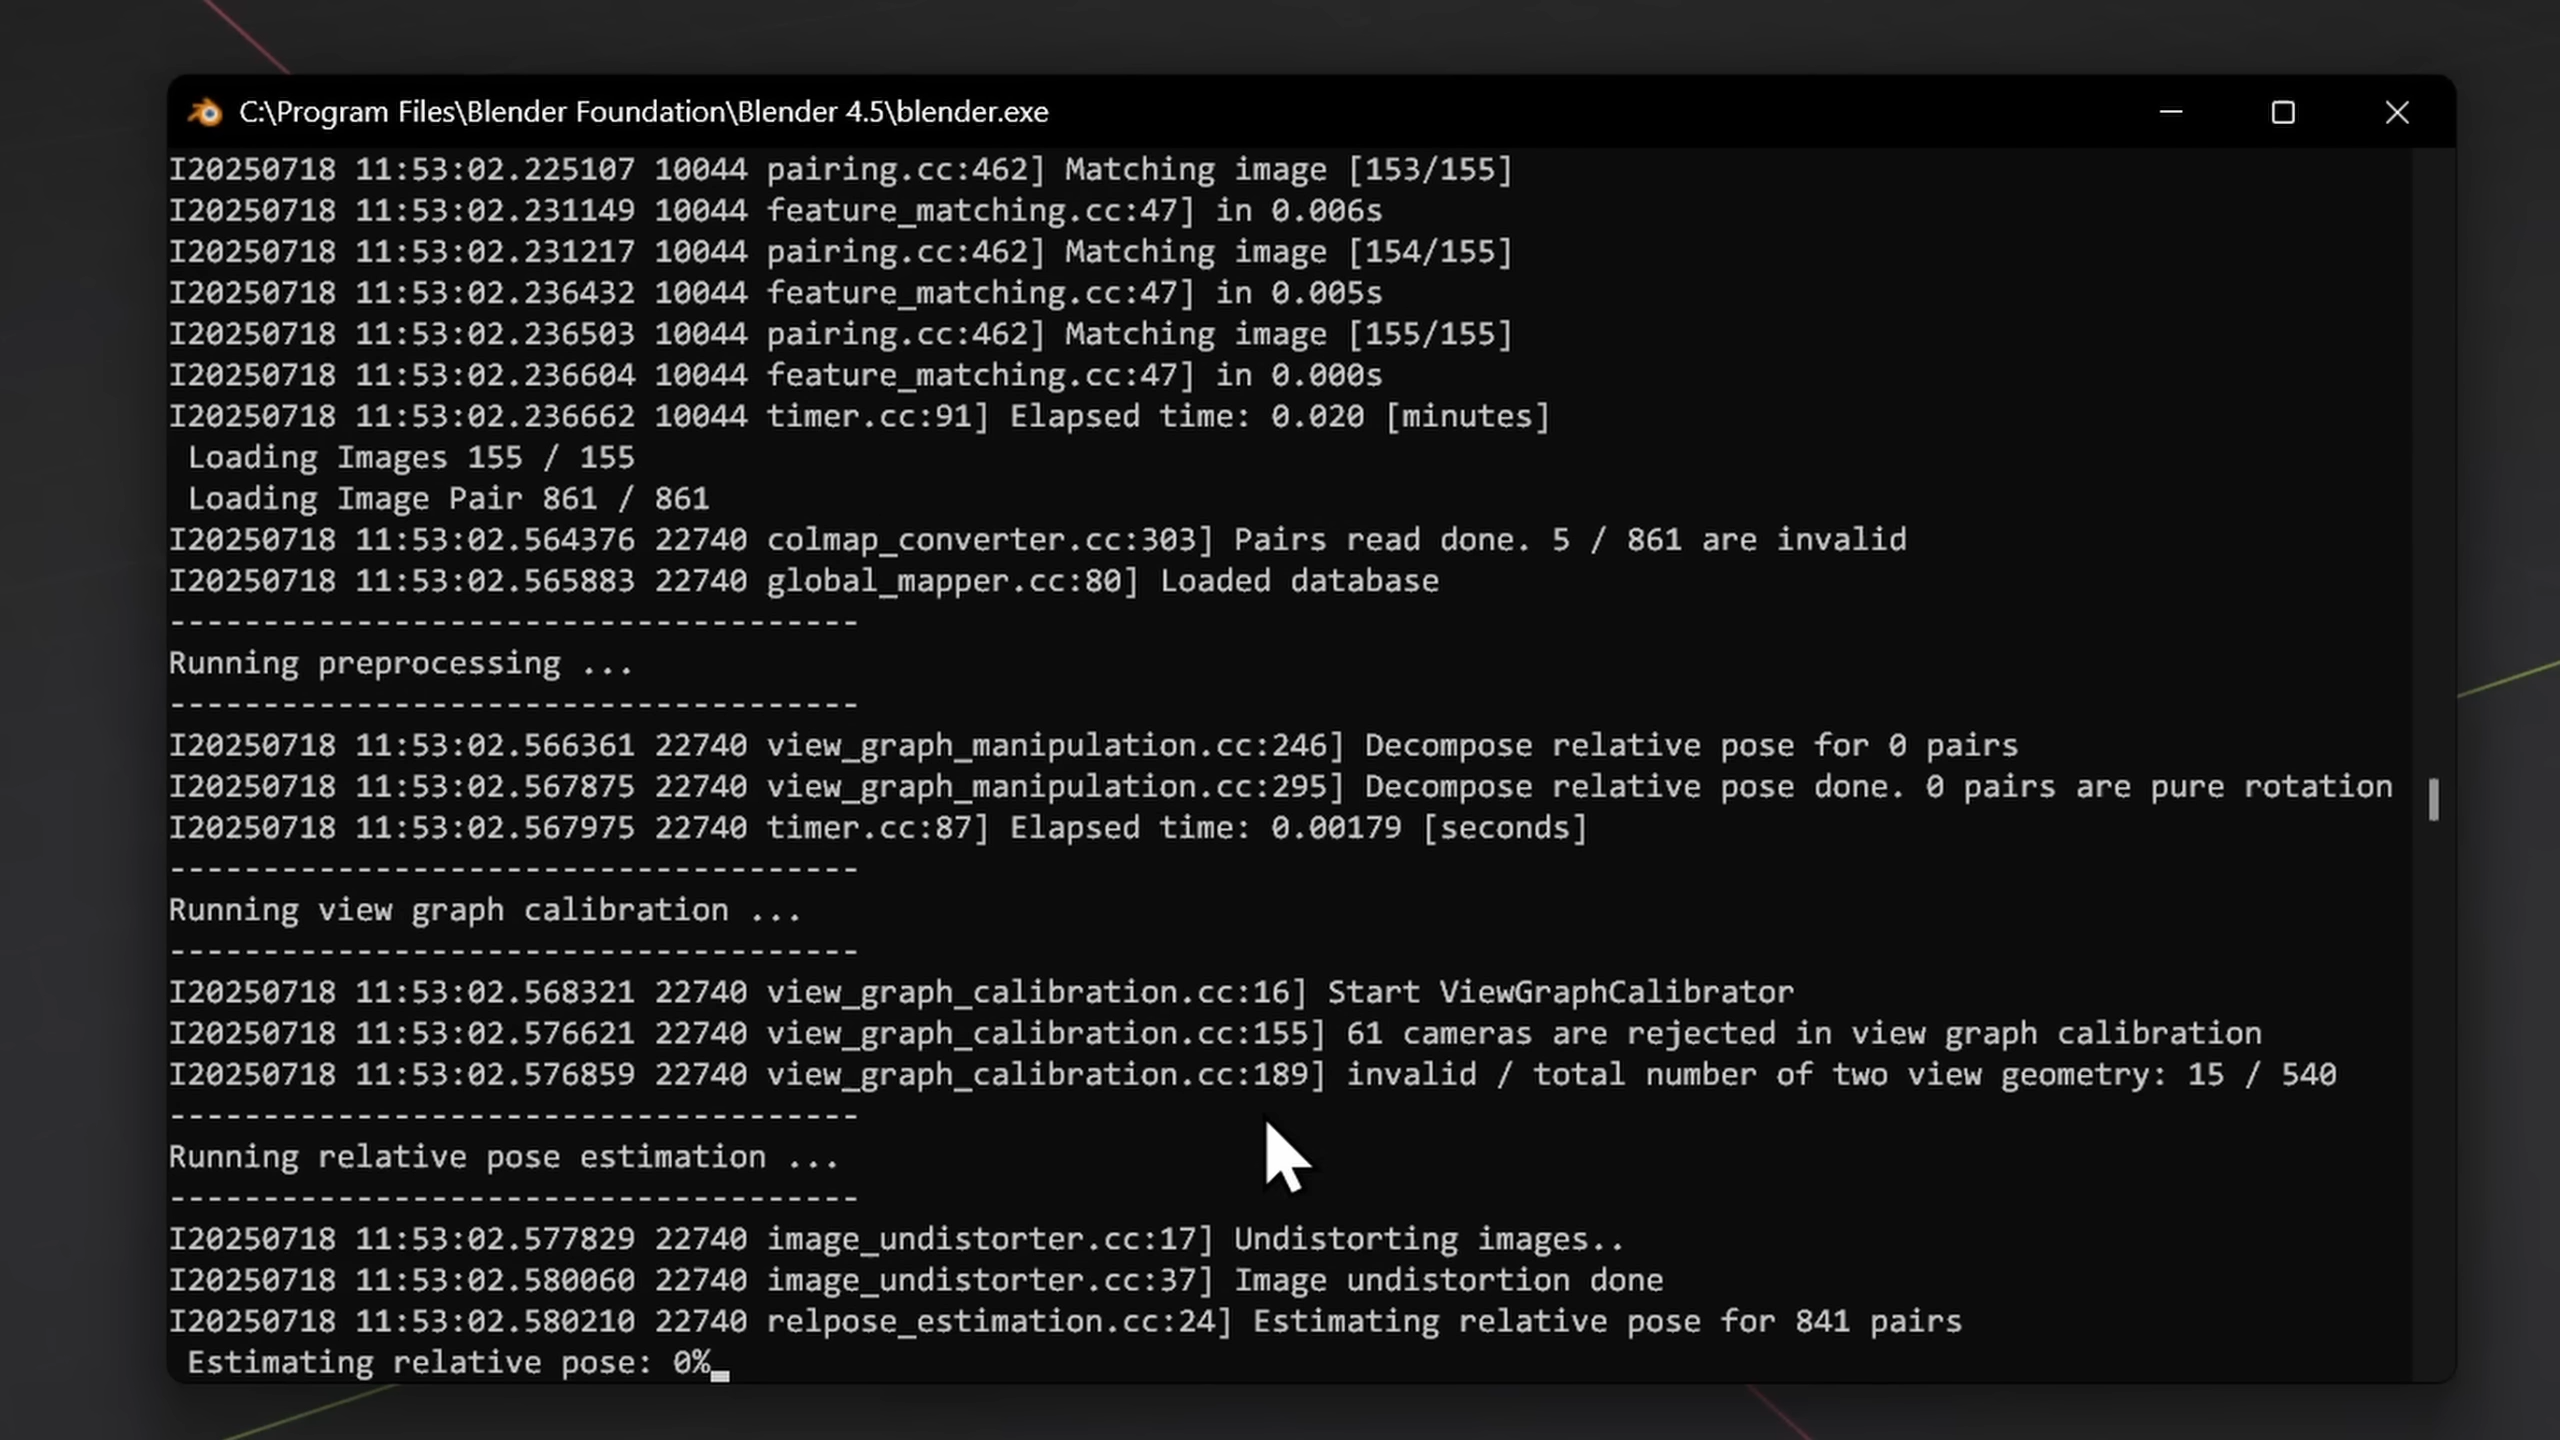 C:\Program Files\Blender Foundation\Blender 4.5\blender.exe
I20250718 11:53:02.225107 10044 pairing.cc:462] Matching image [153/155]
I20250718 11:53:02.231149 10044 feature_matching.cc:47] in 0.006s
I20250718 11:53:02.231217 10044 pairing.cc:462] Matching image [154/155]
I20250718 11:53:02.236432 10044 feature_matching.cc:47] in 0.005s
I20250718 11:53:02.236503 10044 pairing.cc:462] Matching image [155/155]
I20250718 11:53:02.236604 10044 feature_matching.cc:47] in 0.000s
I20250718 11:53:02.236662 10044 timer.cc:91] Elapsed time: 0.020 [minutes]
Loading Images 155 / 155
Loading Image Pair 861 / 861
I20250718 11:53:02.564376 22740 colmap_converter.cc:303] Pairs read done. 5 / 861 are invalid
I20250718 11:53:02.565883 22740 global_mapper.cc:80] Loaded database
-------------------------------------
Running preprocessing ...
-------------------------------------
I20250718 11:53:02.566361 22740 view_graph_manipulation.cc:246] Decompose relative pose for 0 pairs
I20250718 11:53:02.567875 22740 view_graph_manipulation.cc:295] Decompose relative pose done. 0 pairs are pure rotation
I20250718 11:53:02.567975 22740 timer.cc:87] Elapsed time: 0.00179 [seconds]
-------------------------------------
Running view graph calibration ...
-------------------------------------
I20250718 11:53:02.568321 22740 view_graph_calibration.cc:16] Start ViewGraphCalibrator
I20250718 11:53:02.576621 22740 view_graph_calibration.cc:155] 61 cameras are rejected in view graph calibration
I20250718 11:53:02.576859 22740 view_graph_calibration.cc:189] invalid / total number of two view geometry: 15 / 540
-------------------------------------
Running relative pose estimation ...
-------------------------------------
I20250718 11:53:02.577829 22740 image_undistorter.cc:17] Undistorting images..
I20250718 11:53:02.580060 22740 image_undistorter.cc:37] Image undistortion done
I20250718 11:53:02.580210 22740 relpose_estimation.cc:24] Estimating relative pose for 841 pairs
Estimating relative pose: 0%